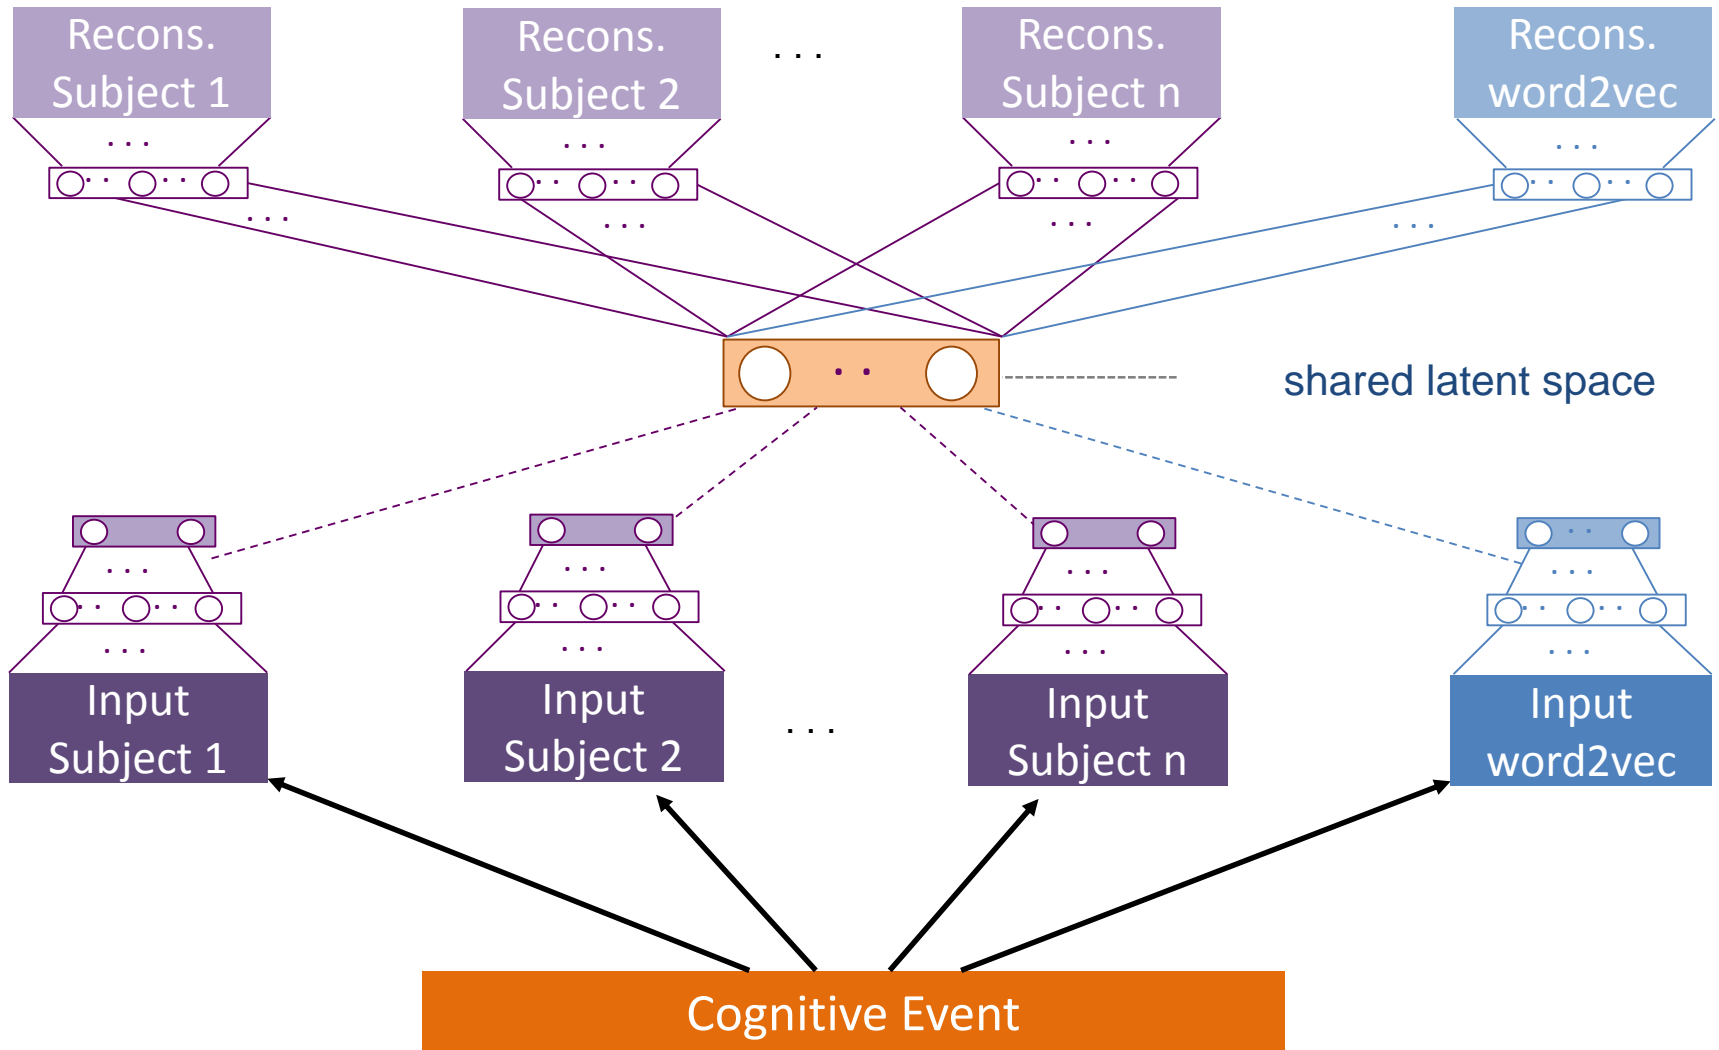 Recons.
Subject 1
Recons.
Subject 2
. . .
Recons.
Subject n
Recons.
word2vec
shared latent space
Input
Subject 1
Input
Subject 2
. . .
Input
Subject n
Input
word2vec
Cognitive Event